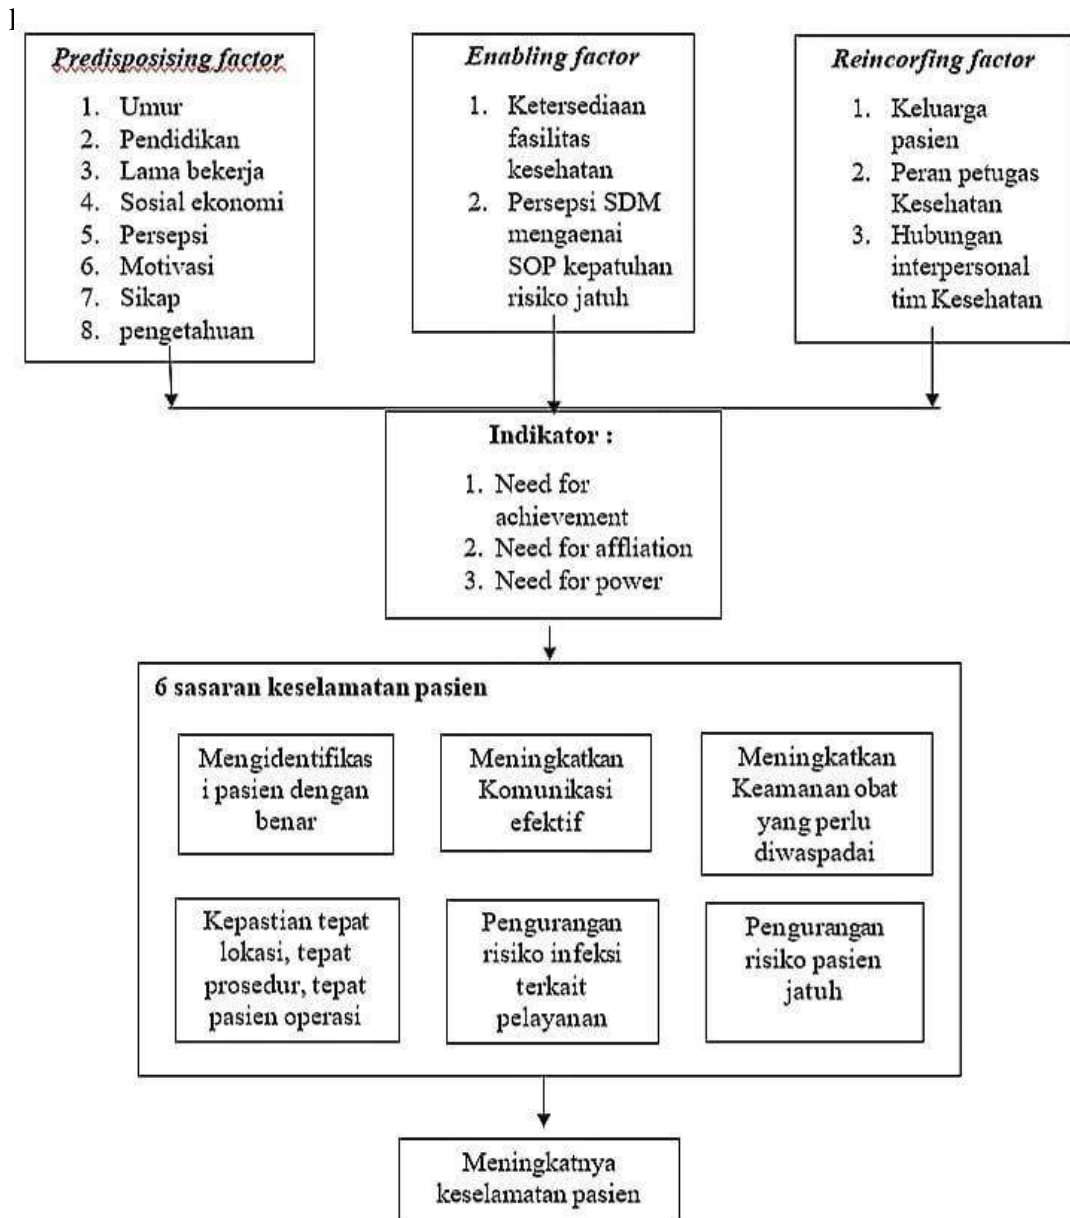 l
Predisposising factor
1. Umur
2. Pendidikan
3. Lama bekerja
4. Sosial ekonomi
5. Persepsi
6. Motivasi
7. Sikap
8. pengetahuan
Enabling factor
1. Ketersediaan
fasilitas
kesehatan
2. Persepsi SDM
mengaenai
SOP kepatuhan
risiko jatuh
Reincorfing factor
1. Keluarga
pasien
2. Peran petugas
Kesehatan
3. Hubungan
interpersonal
tim Kesehatan
Indikator :
1. Need for
achievement
2. Need for affliation
3. Need for power
6 sasaran keselamatan pasien
Mengidentifikas
i pasien dengan
benar
Meningkatkan
Komunikasi
efektif
Meningkatkan
Keamanan obat
yang perlu
diwaspadai
Kepastian tepat
lokasi, tepat
prosedur, tepat
pasien operasi
Pengurangan
risiko infeksi
terkait
pelayanan
Pengurangan
risiko pasien
jatuh
Meningkatnya
keselamatan pasien